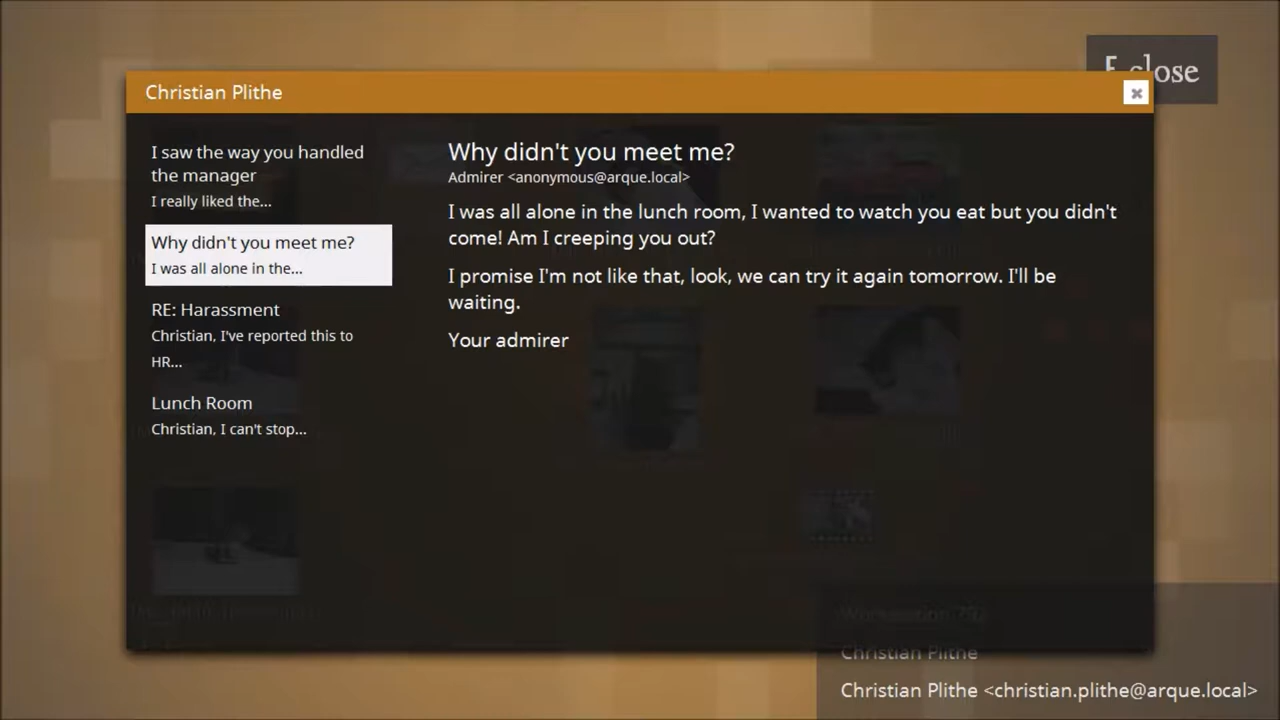 E close
Christian Plithe
I saw the way you handled
the manager
I really liked the...
Why didn't you meet me?
I was all alone in the...
RE: Harassment
Christian, I've reported this to
HR...
Lunch Room
Christian, I can't stop...
Why didn't you meet me?
Admirer <anonymous@arque.local>
I was all alone in the lunch room, I wanted to watch you eat but you didn't
come! Am I creeping you out?
I promise I'm not like that, look, we can try it again tomorrow. I'll be
waiting.
Your admirer
Christian Plithe
Christian Plithe <christian.plithe@arque.local>